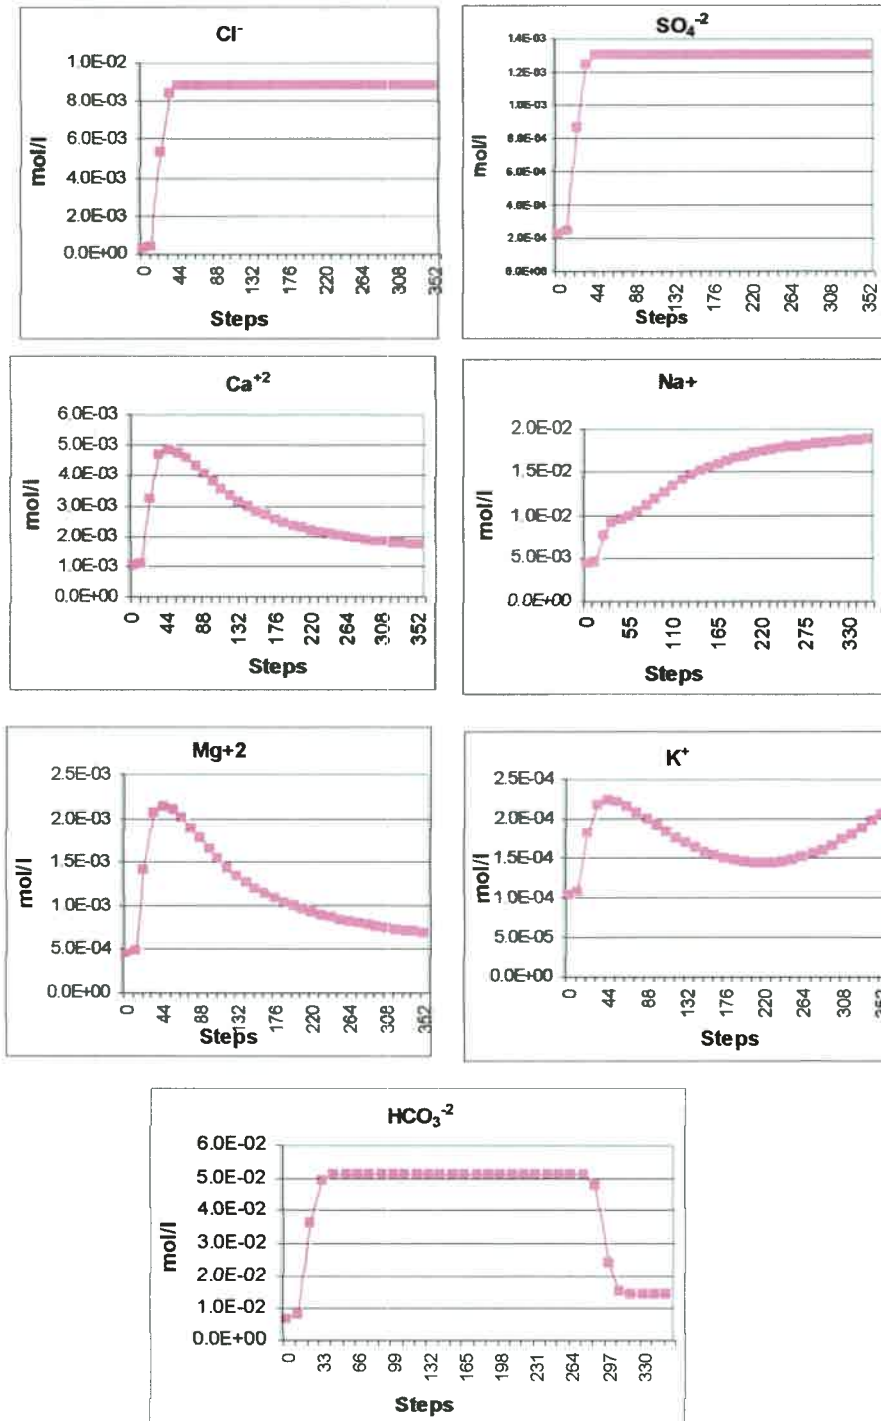 Cl⁻
mol/l
1.0E-02
8.0E-03
6.0E-03
4.0E-03
2.0E-03
0.0E+00
0 44 88 132 176 220 264 308 352
Steps
SO₄⁻²
mol/l
1.4E-03
1.2E-03
1.0E-03
8.0E-04
6.0E-04
4.0E-04
2.0E-04
0.0E+00
0 44 88 132 176 220 264 308 352
Steps
Ca⁺²
mol/l
6.0E-03
5.0E-03
4.0E-03
3.0E-03
2.0E-03
1.0E-03
0.0E+00
0 44 88 132 176 220 264 308 352
Steps
Na+
mol/l
2.0E-02
1.5E-02
1.0E-02
5.0E-03
0.0E+00
0 55 110 165 220 275 330
Steps
Mg+2
mol/l
2.5E-03
2.0E-03
1.5E-03
1.0E-03
5.0E-04
0.0E+00
0 44 88 132 176 220 264 308 352
Steps
K⁺
mol/l
2.5E-04
2.0E-04
1.5E-04
1.0E-04
5.0E-05
0.0E+00
0 44 88 132 176 220 264 308 352
Steps
HCO₃⁻²
mol/l
6.0E-02
5.0E-02
4.0E-02
3.0E-02
2.0E-02
1.0E-02
0.0E+00
0 33 66 99 132 165 198 231 264 297 330
Steps